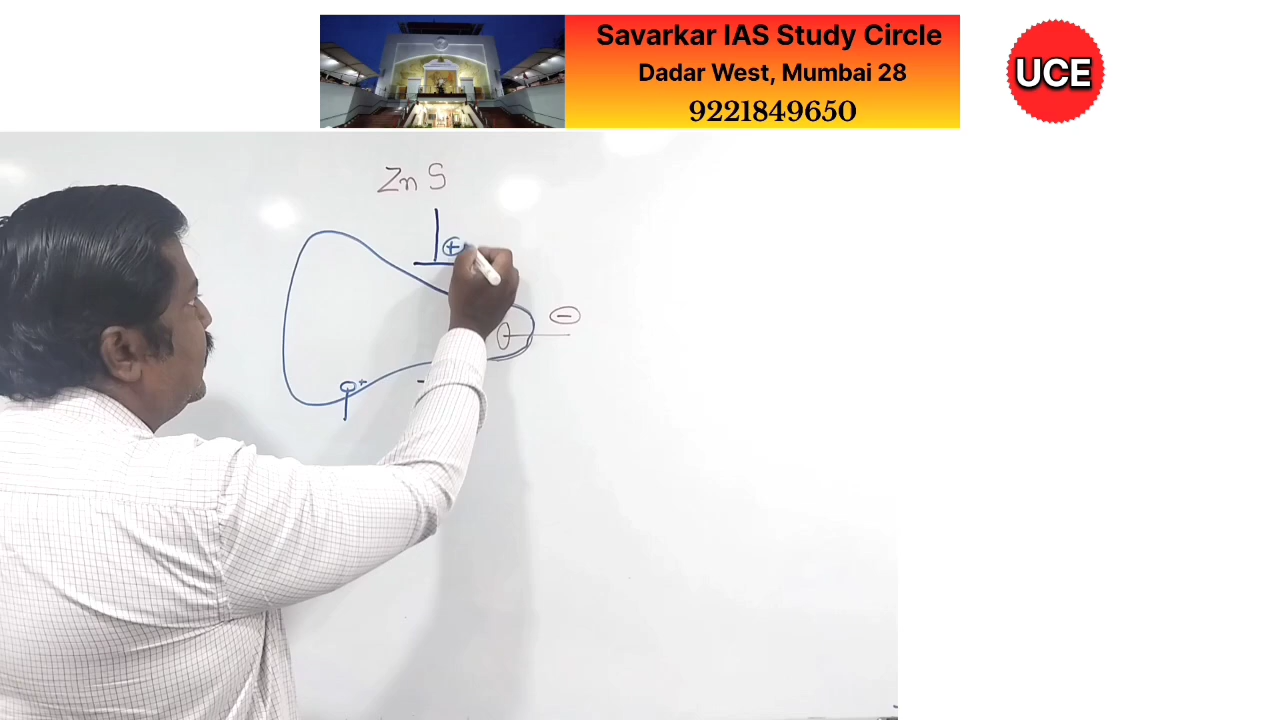 Savarkar IAS Study Circle
Dadar West, Mumbai 28
9221849650
UCE
Zn S
+
-
+
-